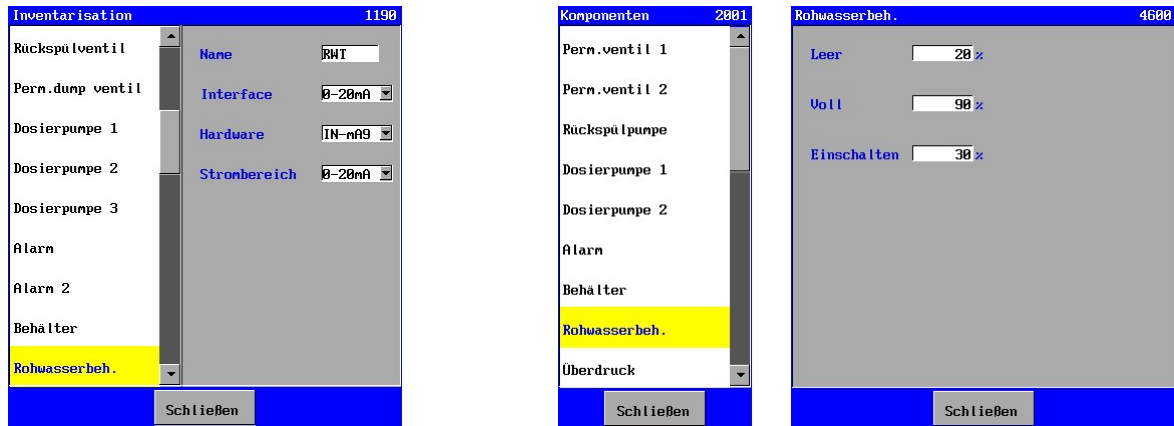 Inventarisation 1190
Rückspülventil
Perm.dump ventil
Dosierpumpe 1
Dosierpumpe 2
Dosierpumpe 3
Alarm
Alarm 2
Behälter
Rohwasserbeh.
Name RWT
Interface 0-20mA
Hardware IN-mA9
Strombereich 0-20mA
Schließen
Komponenten 2001
Perm.ventil 1
Perm.ventil 2
Rückspülpumpe
Dosierpumpe 1
Dosierpumpe 2
Alarm
Behälter
Rohwasserbeh.
Überdruck
Schließen
Rohwasserbeh. 4600
Leer 20 %
Voll 90 %
Einschalten 30 %
Schließen